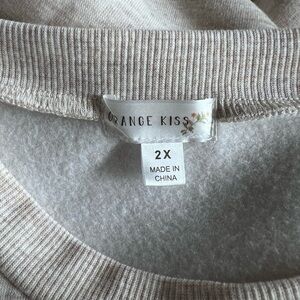 ORANGE KISS
2X
MADE IN
CHINA